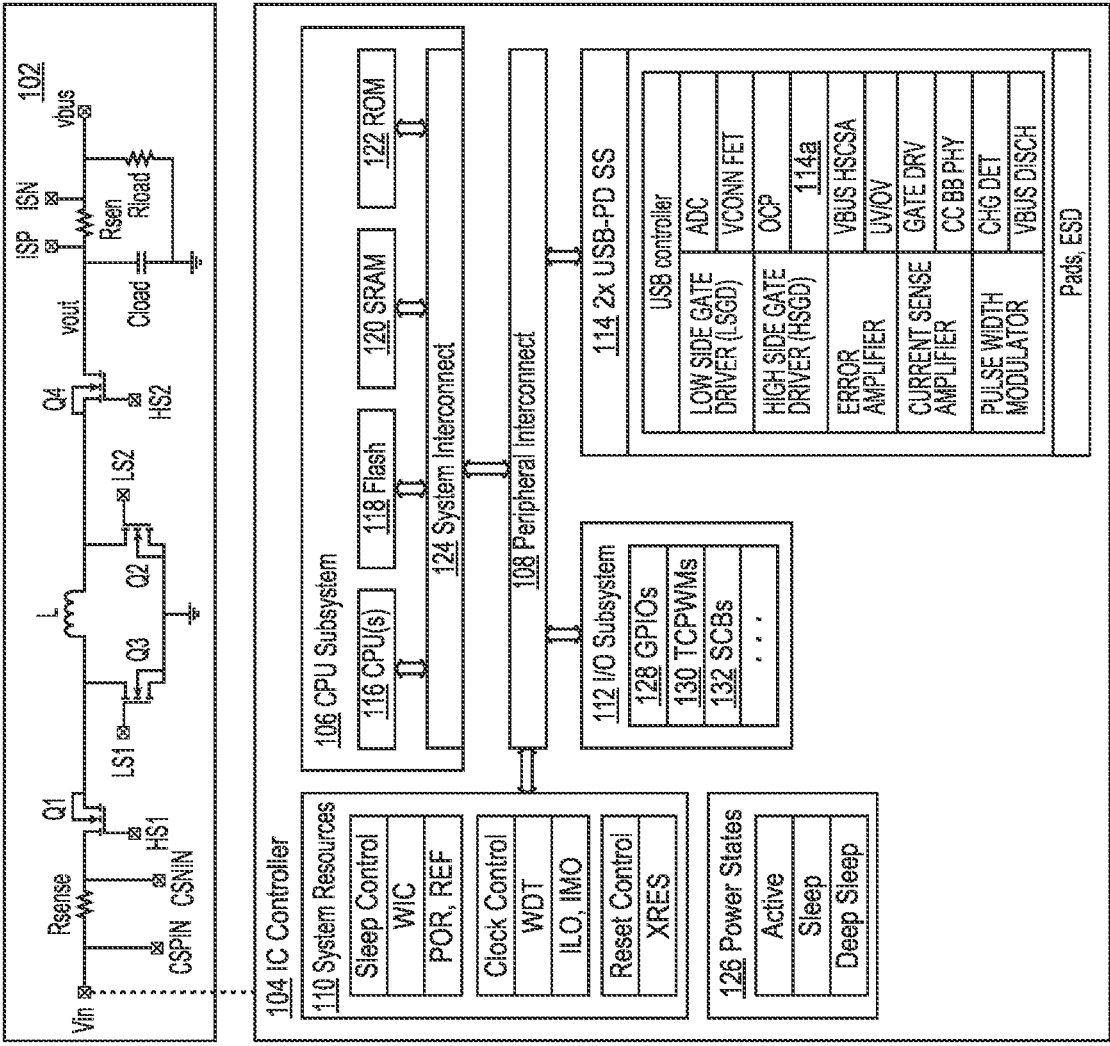 102
Vin
CSPIN
Rsense
CSNIN
Q1
HS1
LS1
Q3
L
Q2
LS2
Q4
HS2
vout
ISP
Rsen
ISN
Cload
Rload
vbus
104 IC Controller
106 CPU Subsystem
116 CPU(s)
118 Flash
120 SRAM
122 ROM
124 System Interconnect
108 Peripheral Interconnect
110 System Resources
Sleep Control
WIC
POR, REF
Clock Control
WDT
ILO, IMO
Reset Control
XRES
126 Power States
Active
Sleep
Deep Sleep
112 I/O Subsystem
128 GPIOs
130 TCPWMs
132 SCBs
. . .
114 2x USB-PD SS
USB controller
LOW SIDE GATE
DRIVER (LSGD)
HIGH SIDE GATE
DRIVER (HSGD)
ERROR
AMPLIFIER
CURRENT SENSE
AMPLIFIER
PULSE WIDTH
MODULATOR
ADC
VCONN FET
OCP
114a
VBUS HSCSA
UV/OV
GATE DRV
CC BB PHY
CHG DET
VBUS DISCH
Pads, ESD